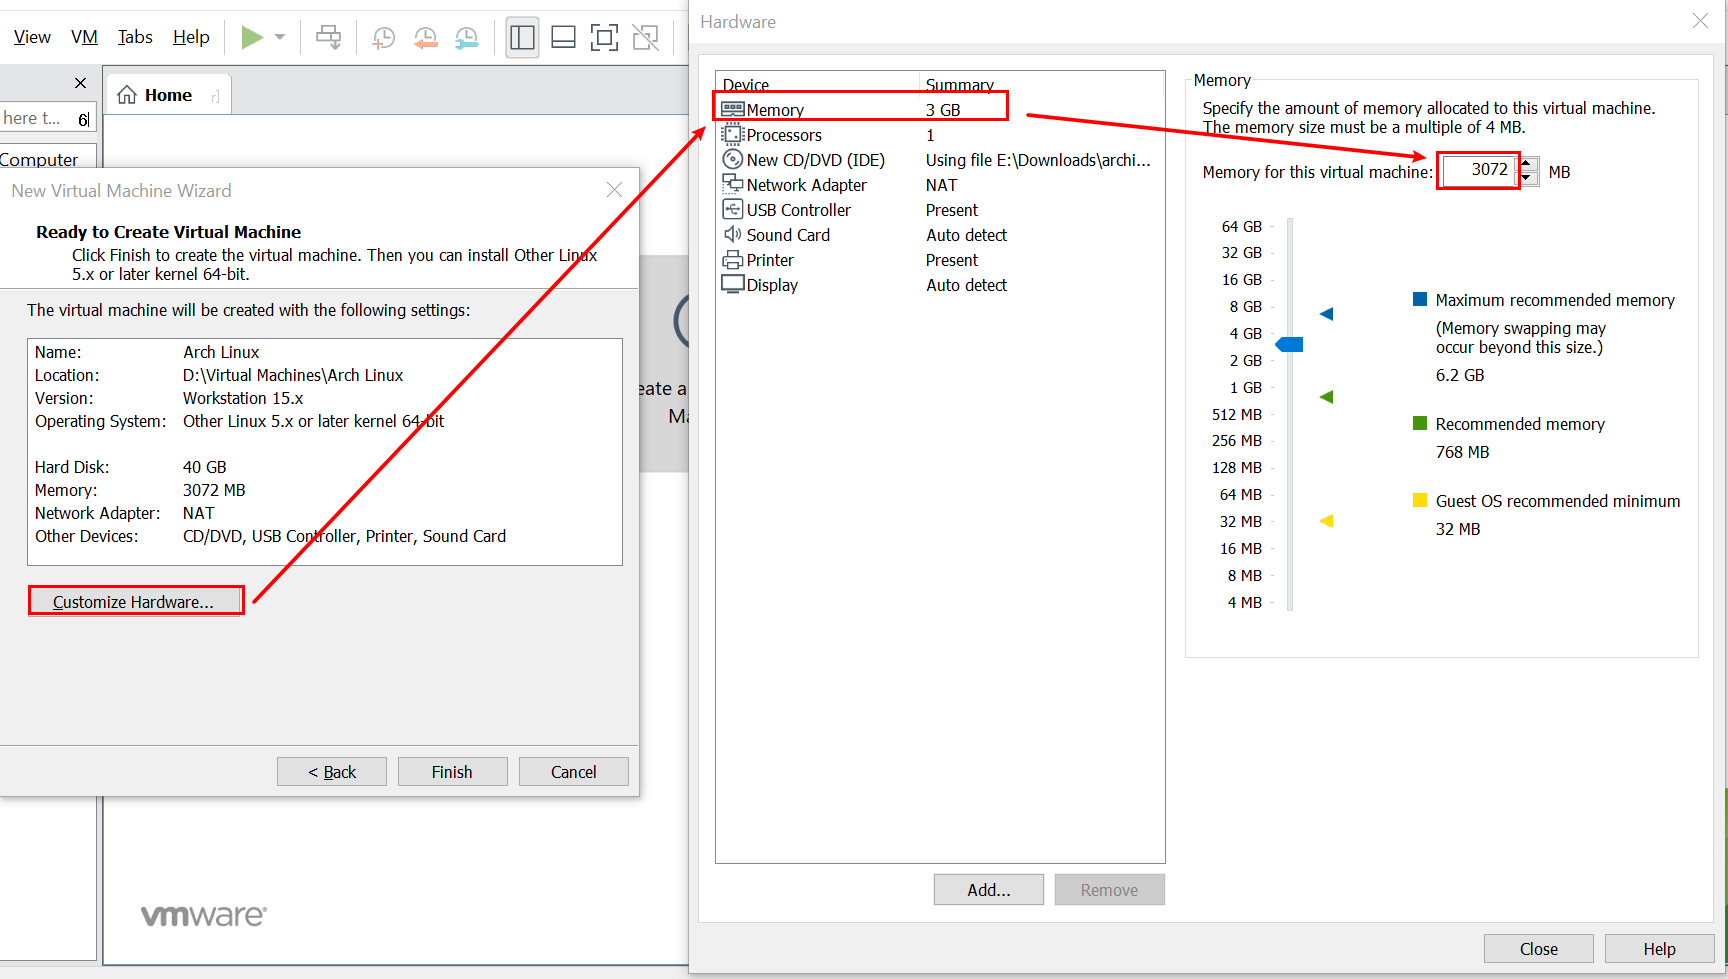 View VM Tabs Help
here t...
Computer
Home
New Virtual Machine Wizard
Ready to Create Virtual Machine
Click Finish to create the virtual machine. Then you can install Other Linux
5.x or later kernel 64-bit.
The virtual machine will be created with the following settings:
Name: Arch Linux
Location: D:\Virtual Machines\Arch Linux
Version: Workstation 15.x
Operating System: Other Linux 5.x or later kernel 64-bit
Hard Disk: 40 GB
Memory: 3072 MB
Network Adapter: NAT
Other Devices: CD/DVD, USB Controller, Printer, Sound Card
Customize Hardware...
< Back Finish Cancel
eate a
Ma
vmware
Hardware
Device Summary
Memory 3 GB
Processors 1
New CD/DVD (IDE) Using file E:\Downloads\archi...
Network Adapter NAT
USB Controller Present
Sound Card Auto detect
Printer Present
Display Auto detect
Add... Remove
Memory
Specify the amount of memory allocated to this virtual machine.
The memory size must be a multiple of 4 MB.
Memory for this virtual machine: 3072 MB
64 GB
32 GB
16 GB
8 GB
4 GB
2 GB
1 GB
512 MB
256 MB
128 MB
64 MB
32 MB
16 MB
8 MB
4 MB
Maximum recommended memory
(Memory swapping may
occur beyond this size.)
6.2 GB
Recommended memory
768 MB
Guest OS recommended minimum
32 MB
Close Help